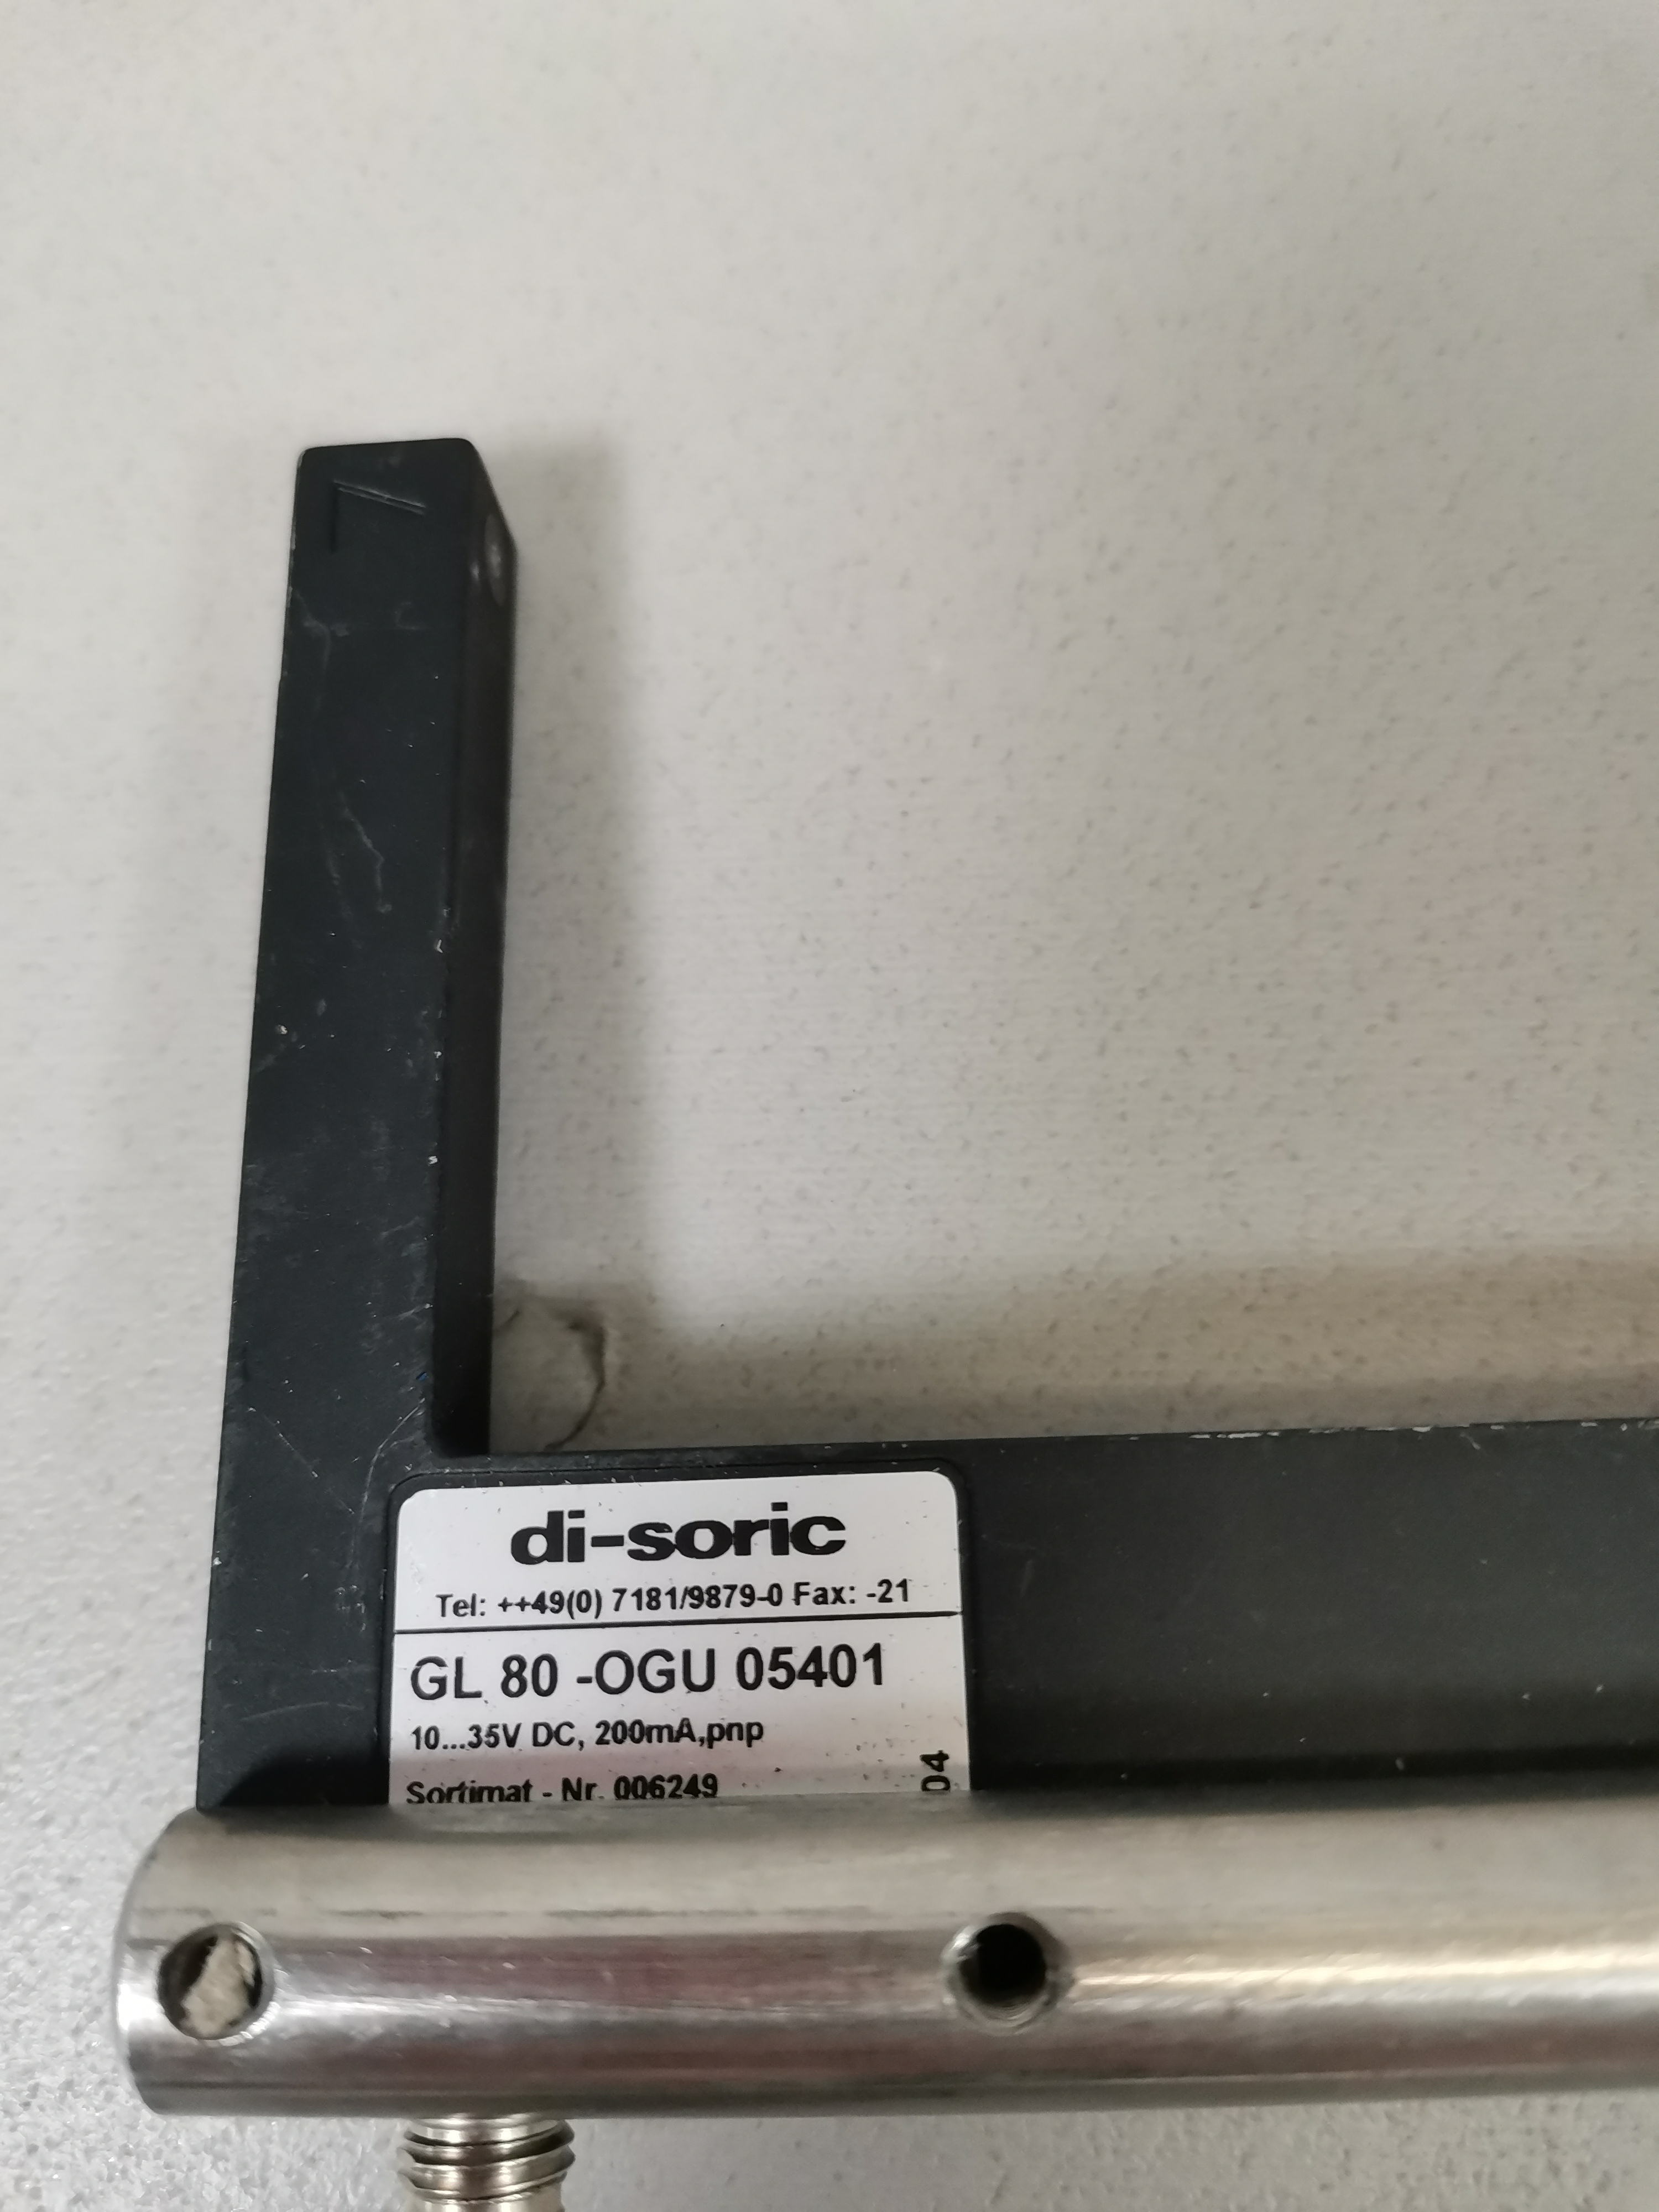 di-soric
Tel: ++49(0) 7181/9879-0 Fax: -21
GL 80 -OGU 05401
10...35V DC, 200mA,pnp
Sortimat - Nr. 006249
04